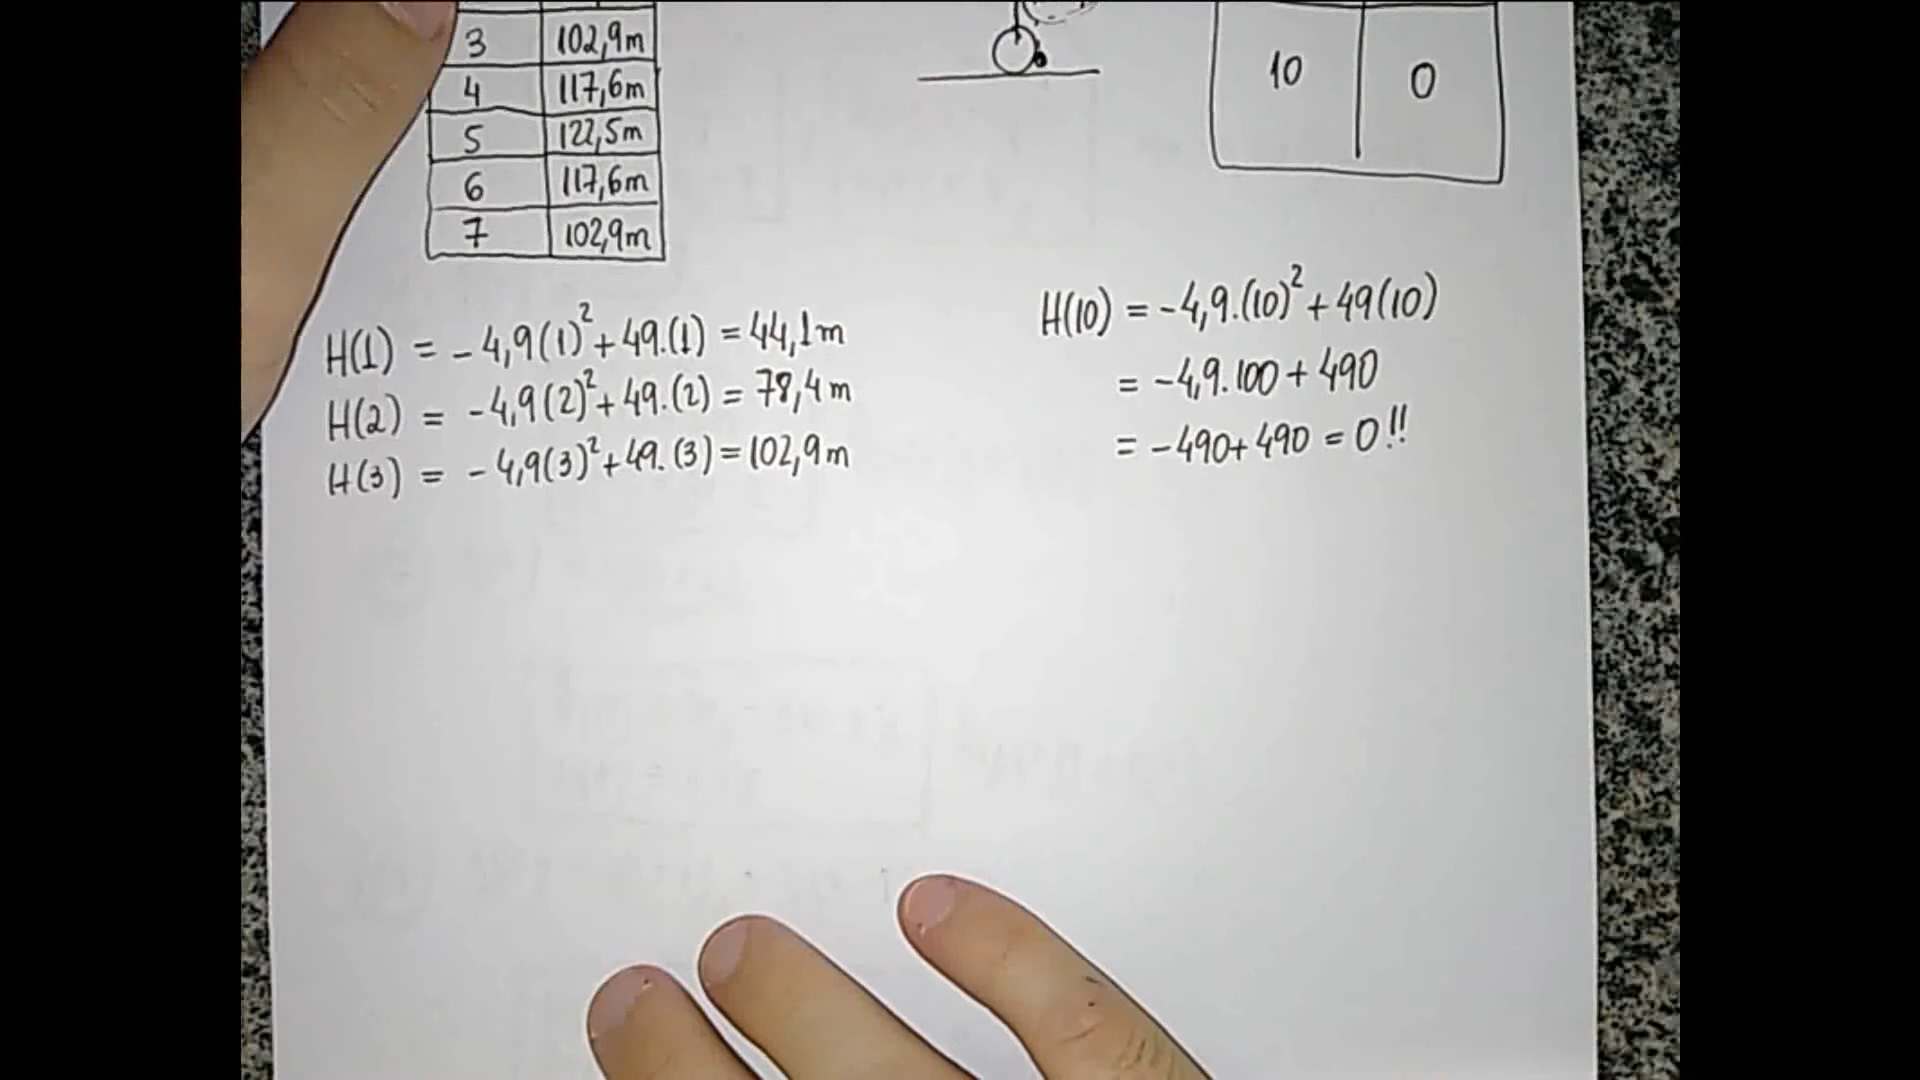 3 102,9m
4 117,6m
5 122,5m
6 117,6m
7 102,9m
10 0
H(1) = -4,9(1)²+49.(1) = 44,1m
H(2) = -4,9(2)²+49.(2) = 78,4m
H(3) = -4,9(3)²+49.(3) = 102,9m
H(10) = -4,9.(10)²+49(10)
= -4,9.100+490
= -490+490 = 0!!